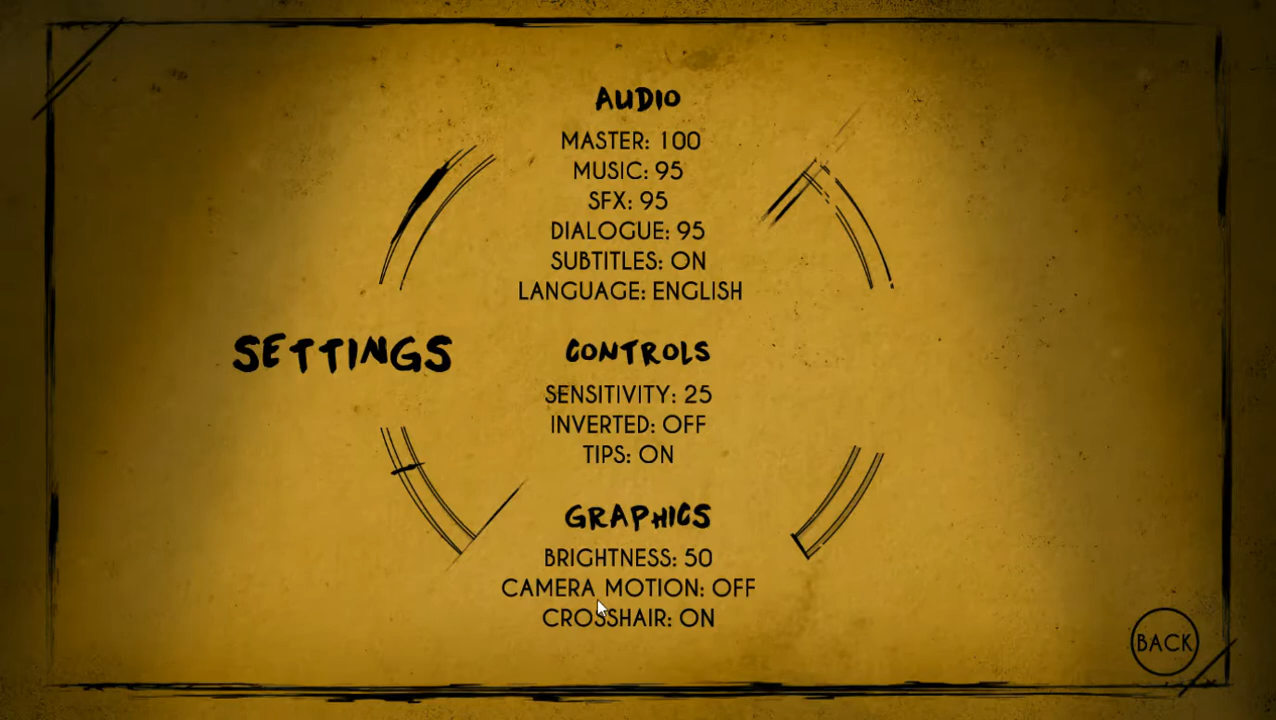 AUDIO
MASTER: 100
MUSIC: 95
SFX: 95
DIALOGUE: 95
SUBTITLES: ON
LANGUAGE: ENGLISH
SETTINGS
CONTROLS
SENSITIVITY: 25
INVERTED: OFF
TIPS: ON
GRAPHICS
BRIGHTNESS: 50
CAMERA MOTION: OFF
CROSSHAIR: ON
BACK